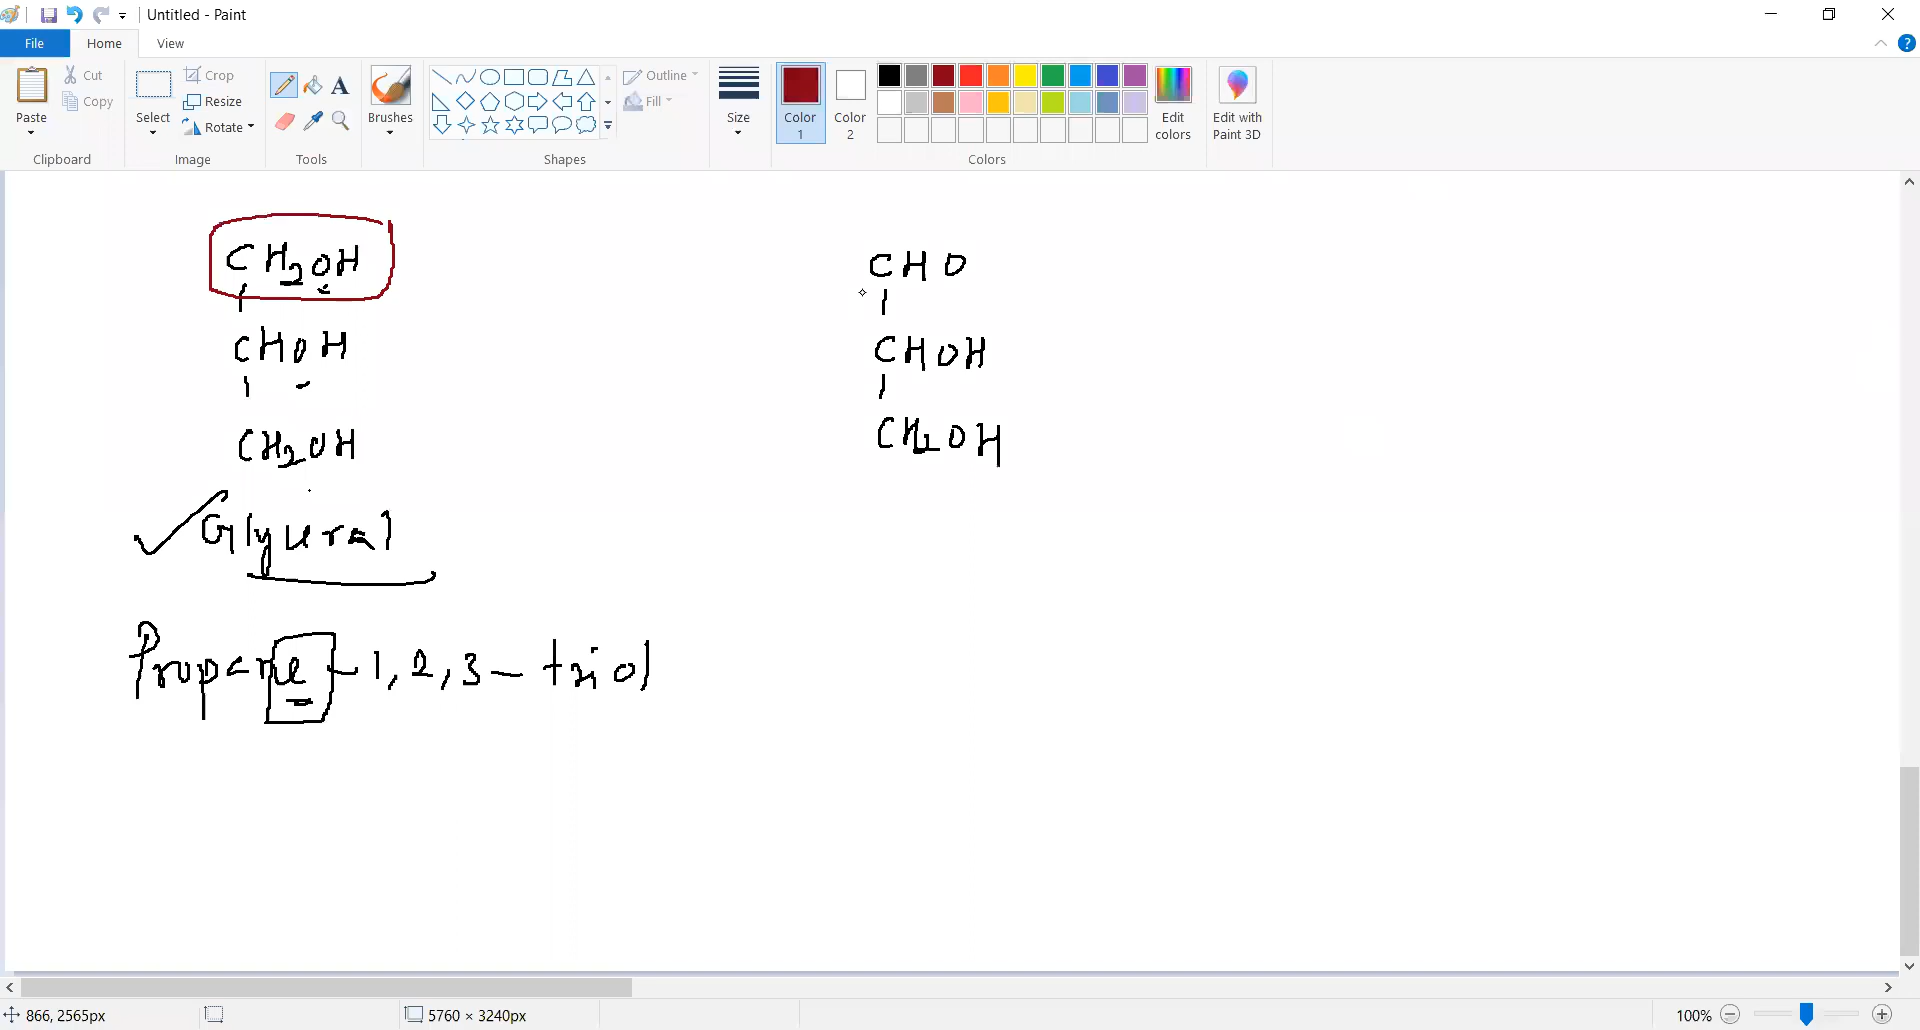 Untitled - Paint
File Home View
Paste
Cut
Copy
Clipboard
Select
Crop
Resize
Rotate
Image
A
Tools
Brushes
Outline
Fill
Shapes
Size
Color 1
Color 2
Edit colors
Colors
Edit with Paint 3D
CH2OH
CHOH
CH2OH
Glycerol
Propane - 1, 2, 3 - triol
CHO
CHOH
CH2OH
866, 2565px
5760 × 3240px
100%